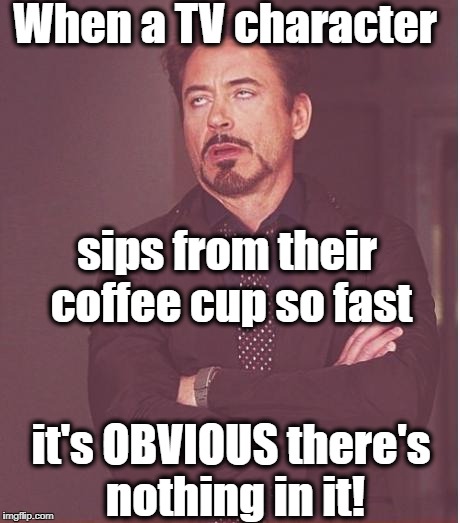 When a TV character
sips from their
coffee cup so fast
it's OBVIOUS there's
nothing in it!
imgflip.com